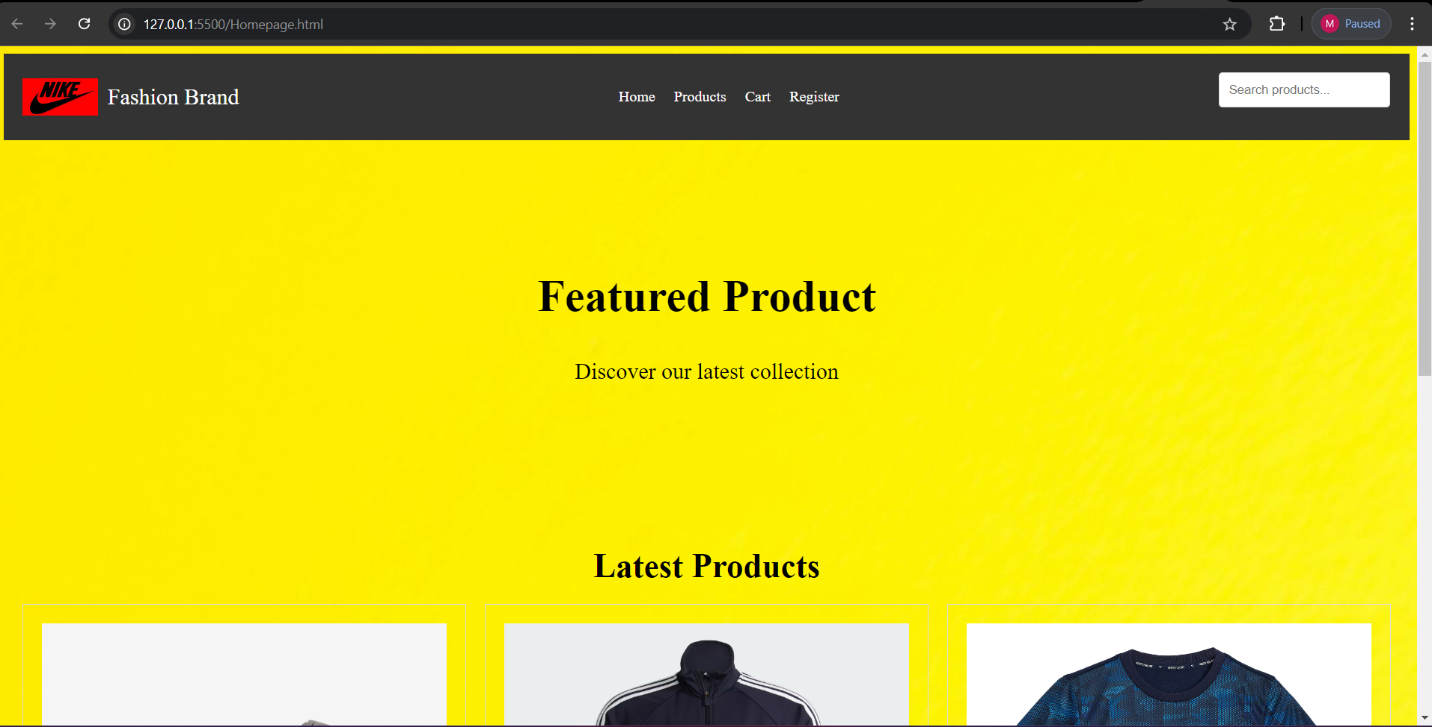 127.0.0.1:5500/Homepage.html
M Paused
NIKE
Fashion Brand
Home Products Cart Register
Search products...
Featured Product
Discover our latest collection
Latest Products